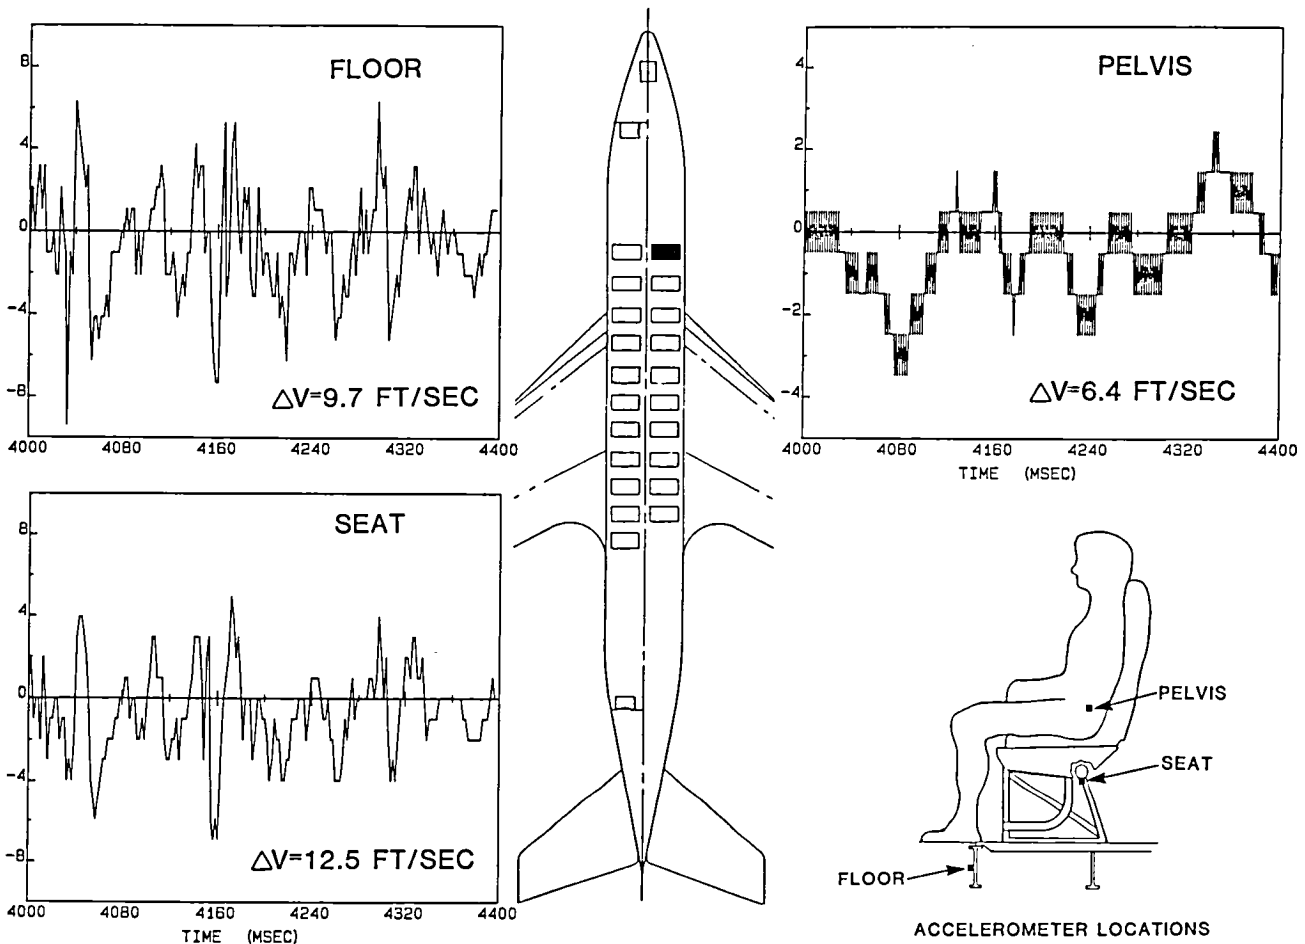 FLOOR
8
4
0
-4
-8
△V=9.7 FT/SEC
4000 4080 4160 4240 4320 4400
PELVIS
4
2
0
-2
-4
△V=6.4 FT/SEC
4000 4080 4160 4240 4320 4400
TIME (MSEC)
SEAT
8
4
0
-4
-8
△V=12.5 FT/SEC
4000 4080 4160 4240 4320 4400
TIME (MSEC)
PELVIS
SEAT
FLOOR
ACCELEROMETER LOCATIONS